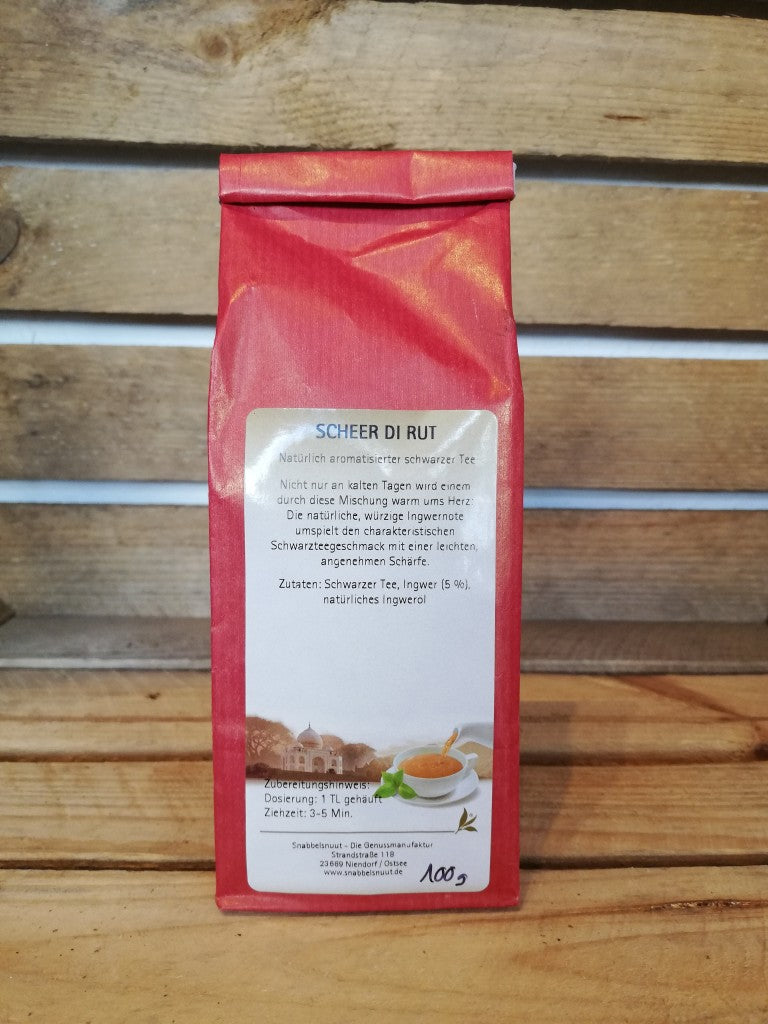 SCHEER DI RUT
Natürlich aromatisierter schwarzer Tee
Nicht nur an kalten Tagen wird einem
durch diese Mischung warm ums Herz:
Die natürliche, würzige Ingwernote
umspielt den charakteristischen
Schwarzteegeschmack mit einer leichten,
angenehmen Schärfe.
Zutaten: Schwarzer Tee, Ingwer (5 %),
natürliches Ingweröl
Zubereitungshinweis:
Dosierung: 1 TL gehäuft
Ziehzeit: 3-5 Min.
Snabbelsnuut - Die Genussmanufaktur
Strandstraße 118
23669 Niendorf / Ostsee
www.snabbelsnuut.de
100g